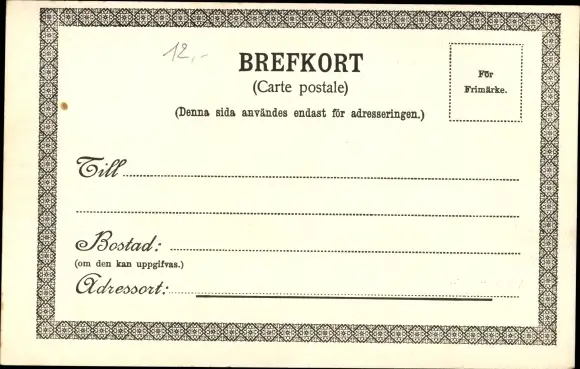 12,-
BREFKORT
(Carte postale)
(Denna sida användes endast för adresseringen.)
För
Frimärke.
Till
Bostad:
(om den kan uppgifvas.)
Adressort: